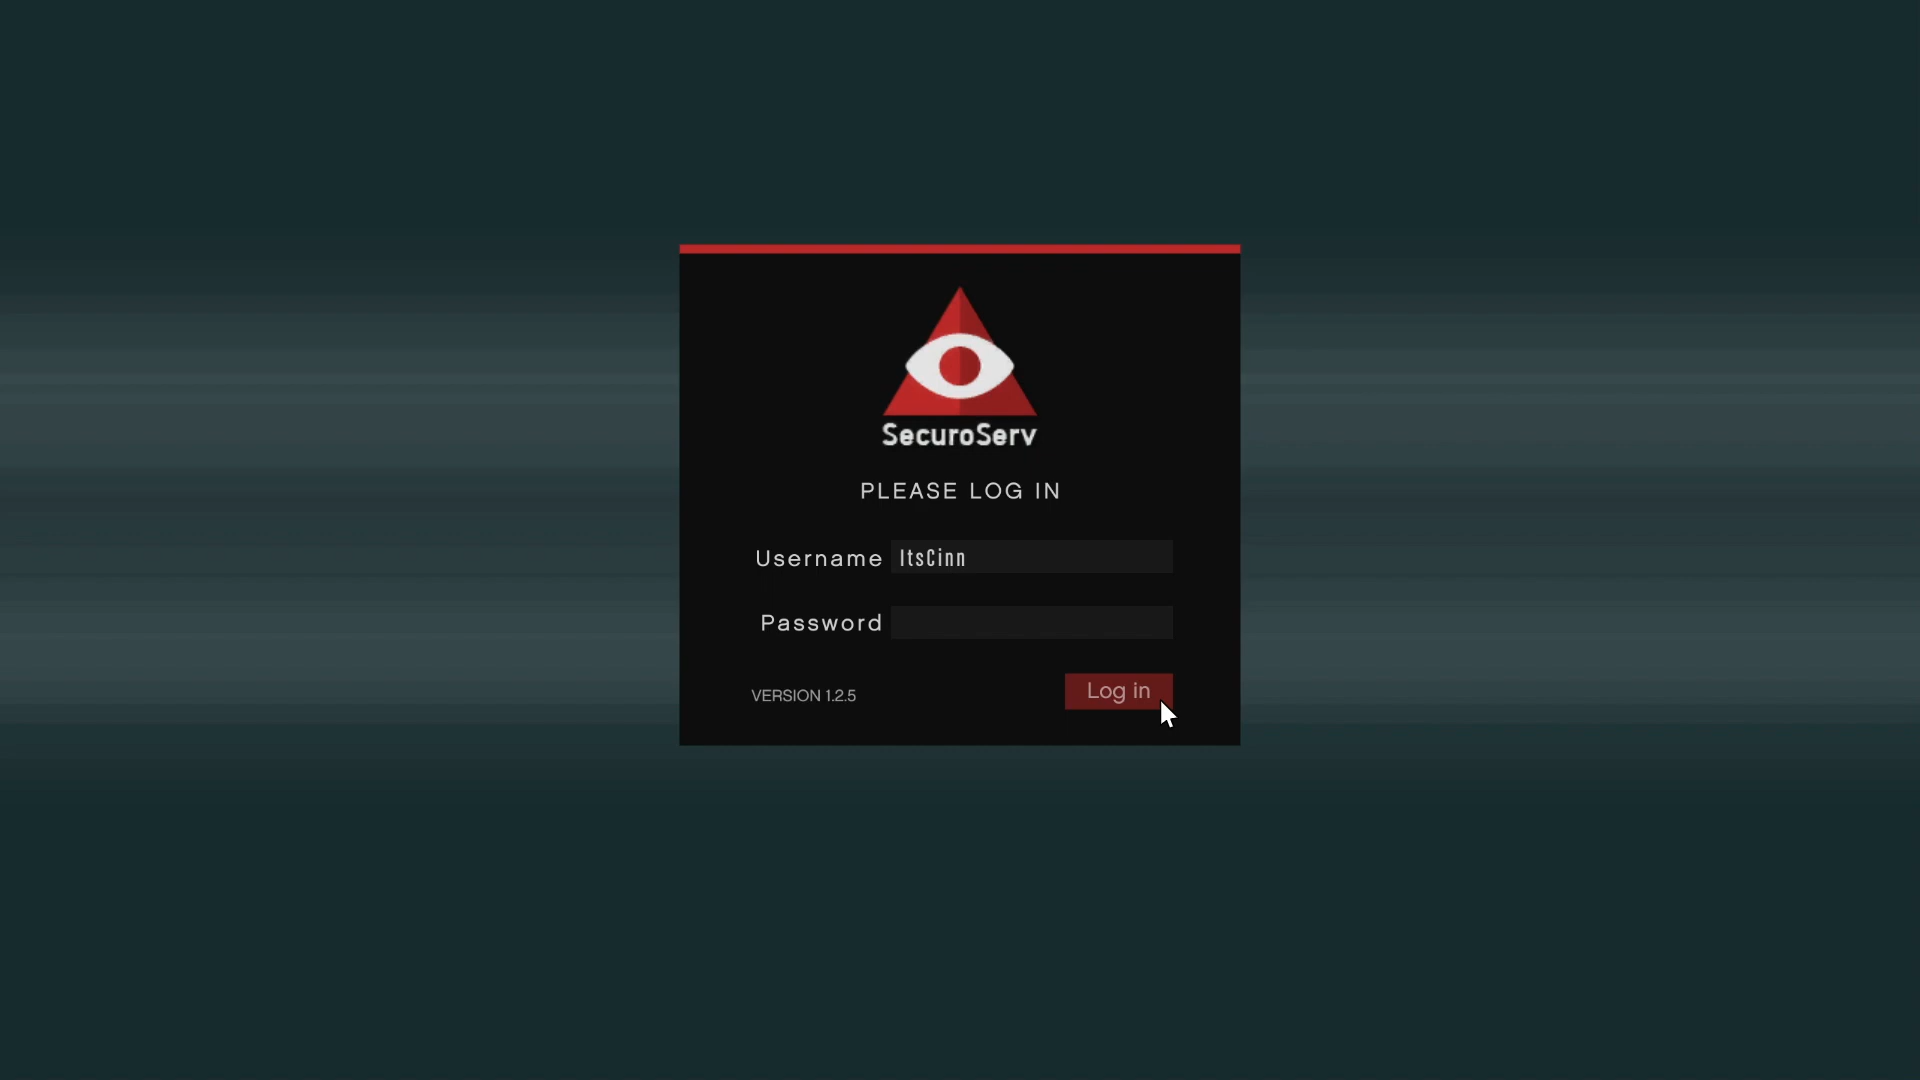 SecuroServ
PLEASE LOG IN
Username ItsCinn
Password
VERSION 1.2.5
Log in